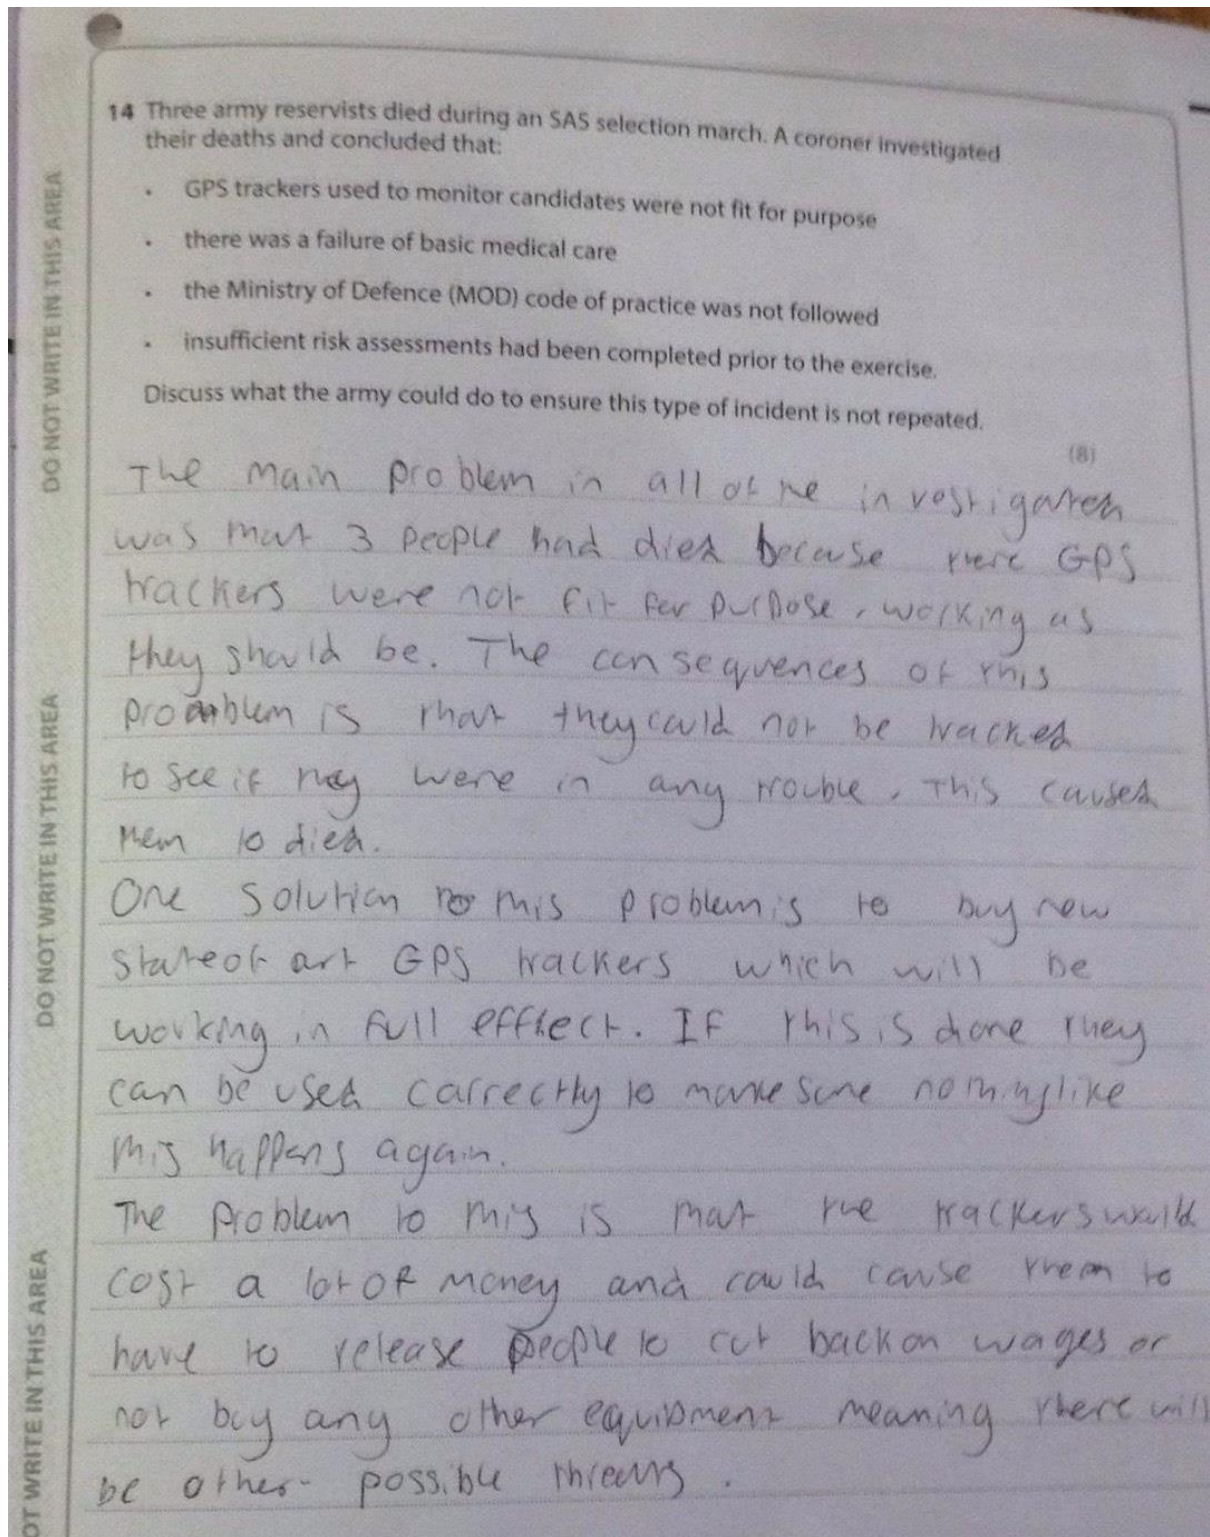 14 Three army reservists died during an SAS selection march. A coroner investigated
their deaths and concluded that:
• GPS trackers used to monitor candidates were not fit for purpose
• there was a failure of basic medical care
• the Ministry of Defence (MOD) code of practice was not followed
• insufficient risk assessments had been completed prior to the exercise.
Discuss what the army could do to ensure this type of incident is not repeated.
(8)
The main problem in all of the investigated
was that 3 people had died because there GPS
trackers were not fit for purpose, working as
they should be. The consequences of this
problem is that they could not be tracked
to see if they were in any trouble. This caused
them to died.
One solution to this problem is to buy new
state of art GPS trackers which will be
working in full efffect. If this is done they
can be used correctly to make sure nothing like
this happens again.
The problem to this is that the trackers would
cost a lot of money and could cause them to
have to release people to cut back on wages or
not buy any other equipment meaning there will
be other possible threats.
DO NOT WRITE IN THIS AREA
DO NOT WRITE IN THIS AREA
OT WRITE IN THIS AREA